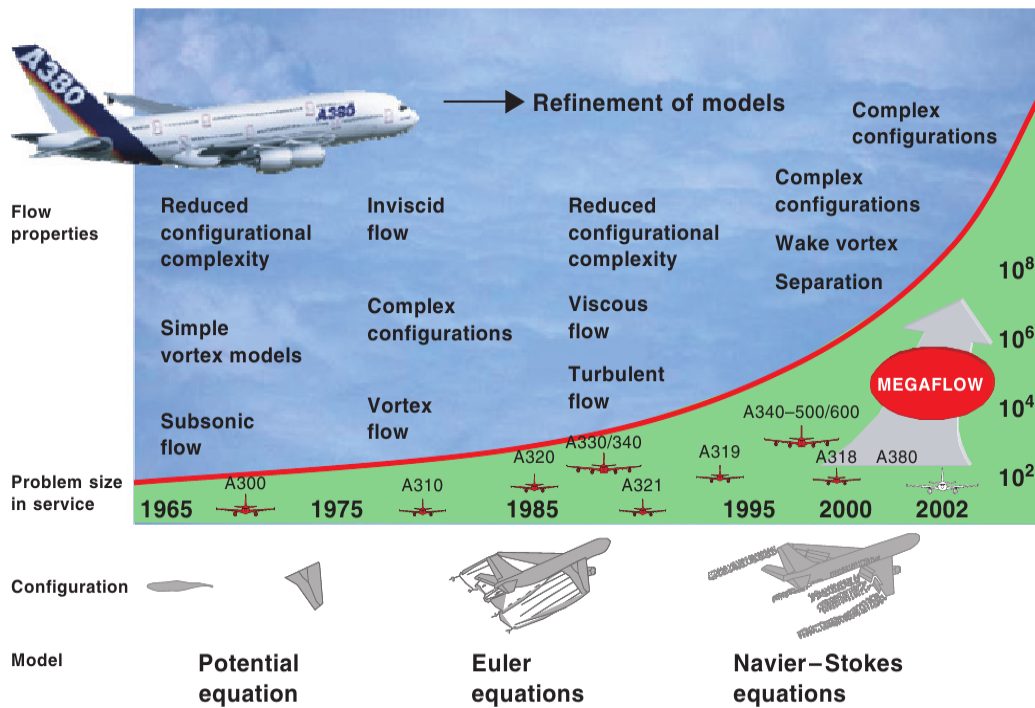 A380
A380
Refinement of models
Complex
configurations
Complex
configurations
Wake vortex
Separation
Flow
properties
Reduced
configurational
complexity
Simple
vortex models
Subsonic
flow
Inviscid
flow
Complex
configurations
Vortex
flow
Reduced
configurational
complexity
Viscous
flow
Turbulent
flow
10⁸
10⁶
10⁴
10²
MEGAFLOW
A300
A310
A320
A330/340
A321
A319
A340–500/600
A318
A380
Problem size
in service
1965
1975
1985
1995
2000
2002
Configuration
Model
Potential
equation
Euler
equations
Navier–Stokes
equations